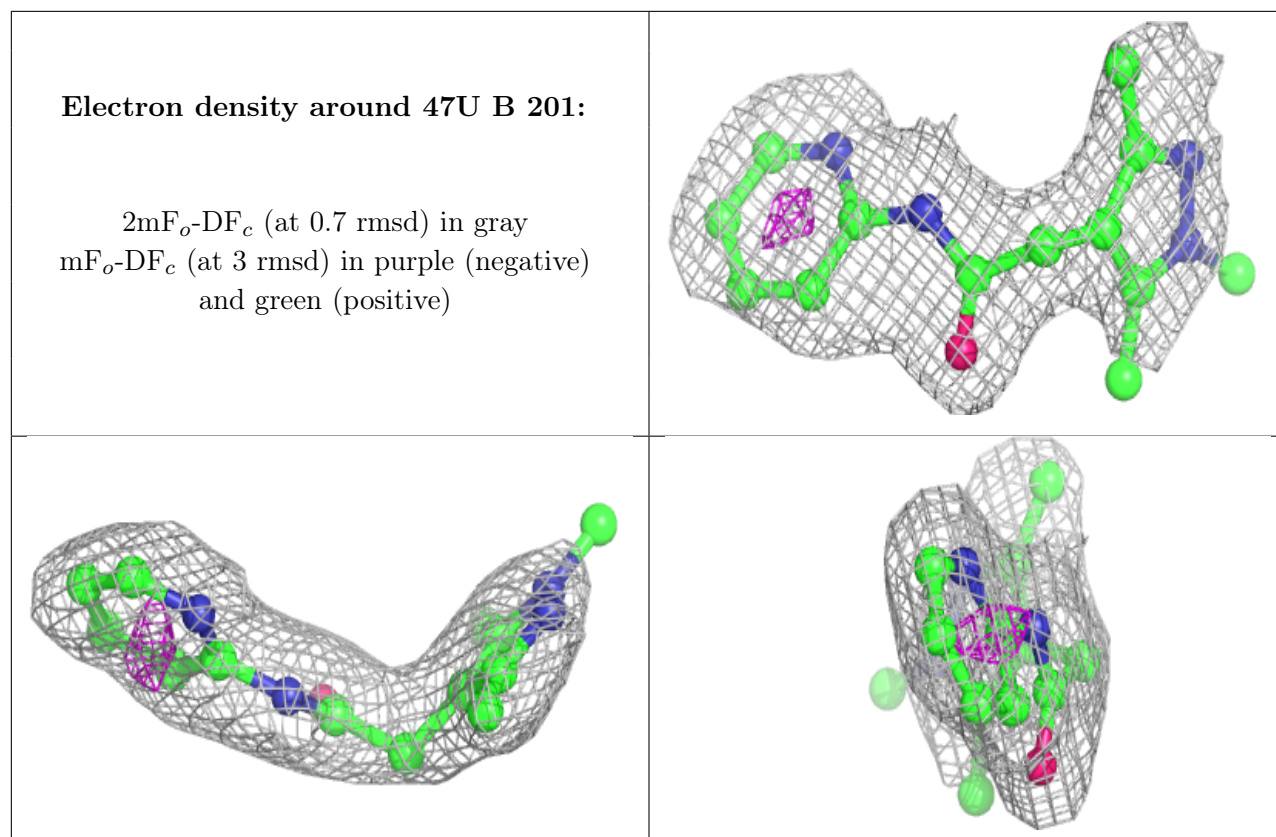 Electron density around 47U B 201:
2mFₒ-DF𝒸 (at 0.7 rmsd) in gray
mFₒ-DF𝒸 (at 3 rmsd) in purple (negative)
and green (positive)